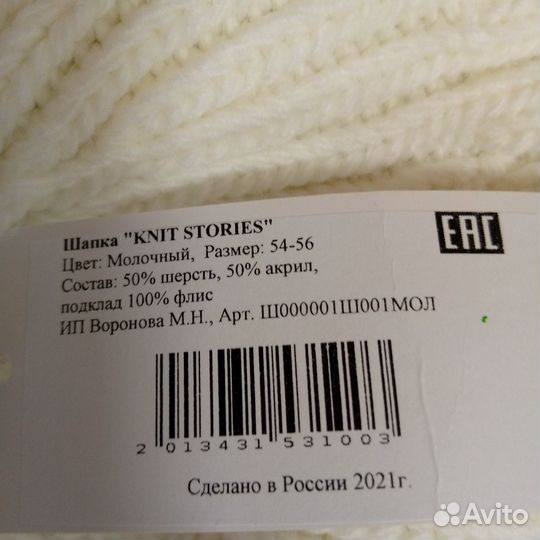 Шапка "KNIT STORIES"
Цвет: Молочный, Размер: 54-56
Состав: 50% шерсть, 50% акрил,
подклад 100% флис
ИП Воронова М.Н., Арт. Ш000001Ш001МОЛ
EAC
2 013431 531003
Сделано в России 2021г.
Avito